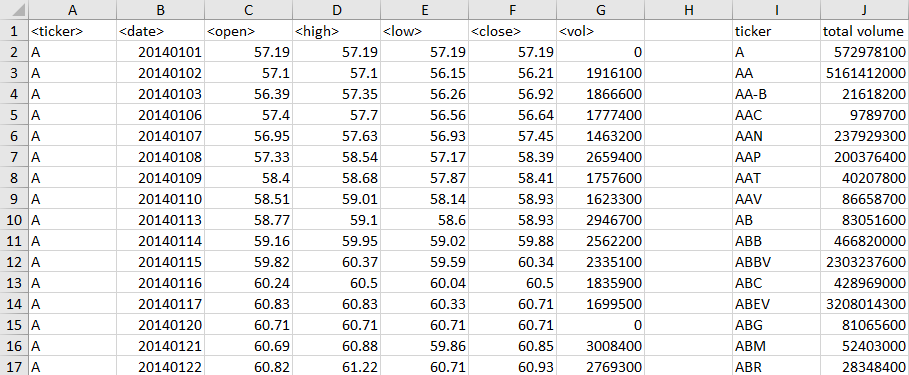 A B C D E F G H I J
1 <ticker> <date> <open> <high> <low> <close> <vol> ticker total volume
2 A 20140101 57.19 57.19 57.19 57.19 0 A 572978100
3 A 20140102 57.1 57.1 56.15 56.21 1916100 AA 5161412000
4 A 20140103 56.39 57.35 56.26 56.92 1866600 AA-B 21618200
5 A 20140106 57.4 57.7 56.56 56.64 1777400 AAC 9789700
6 A 20140107 56.95 57.63 56.93 57.45 1463200 AAN 237929300
7 A 20140108 57.33 58.54 57.17 58.39 2659400 AAP 200376400
8 A 20140109 58.4 58.68 57.87 58.41 1757600 AAT 40207800
9 A 20140110 58.51 59.01 58.14 58.93 1623300 AAV 86658700
10 A 20140113 58.77 59.1 58.6 58.93 2946700 AB 83051600
11 A 20140114 59.16 59.95 59.02 59.88 2562200 ABB 466820000
12 A 20140115 59.82 60.37 59.59 60.34 2335100 ABBV 2303237600
13 A 20140116 60.24 60.5 60.04 60.5 1835900 ABC 428969000
14 A 20140117 60.83 60.83 60.33 60.71 1699500 ABEV 3208014300
15 A 20140120 60.71 60.71 60.71 60.71 0 ABG 81065600
16 A 20140121 60.69 60.88 59.86 60.85 3008400 ABM 52403000
17 A 20140122 60.82 61.22 60.71 60.93 2769300 ABR 28348400